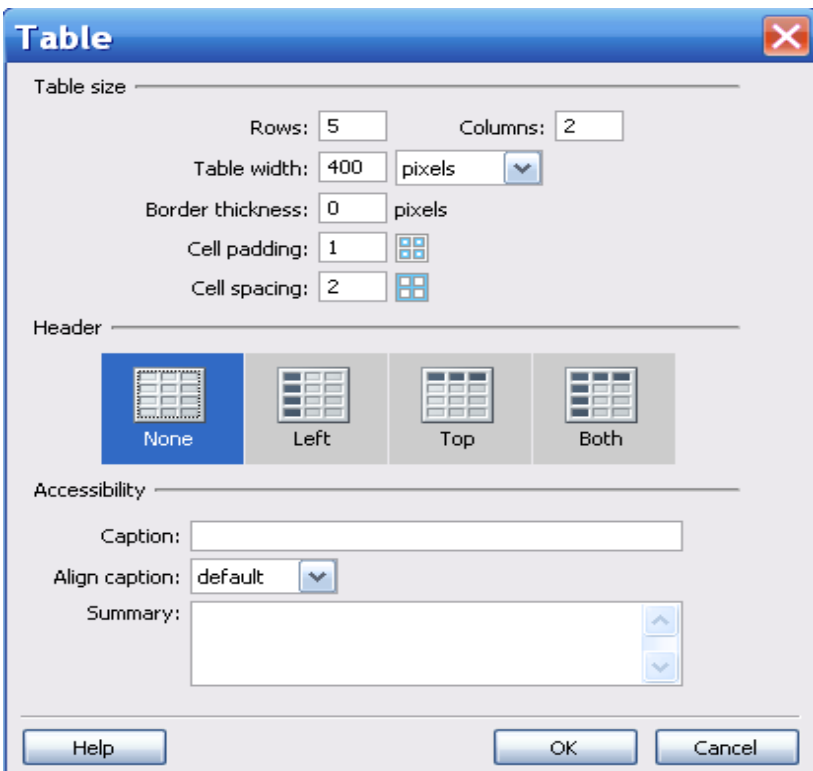 Table
Table size
Rows: 5 Columns: 2
Table width: 400 pixels
Border thickness: 0 pixels
Cell padding: 1
Cell spacing: 2
Header
None Left Top Both
Accessibility
Caption:
Align caption: default
Summary:
Help OK Cancel